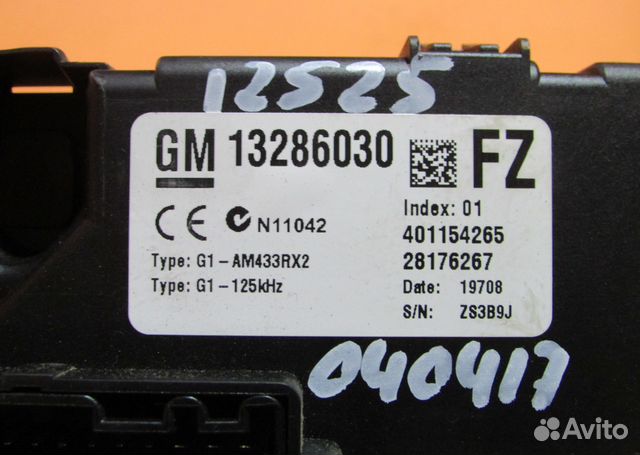 12525
GM 13286030 FZ
Index: 01
CE N11042 401154265
Type: G1-AM433RX2 28176267
Type: G1-125kHz Date: 19708
S/N: ZS3B9J
Avito